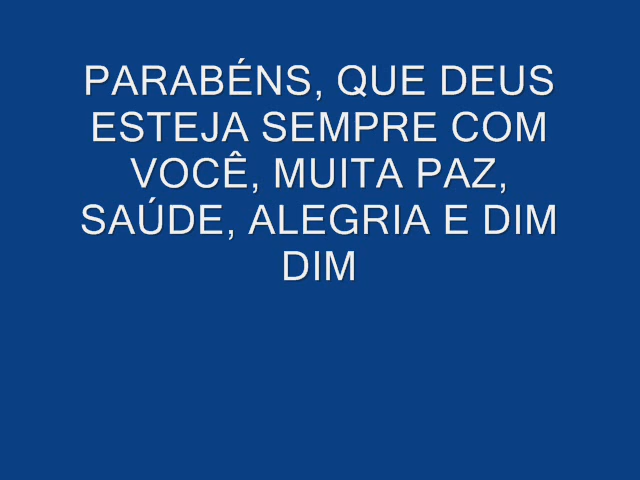 PARABÉNS, QUE DEUS
ESTEJA SEMPRE COM
VOCÊ, MUITA PAZ,
SAÚDE, ALEGRIA E DIM
DIM